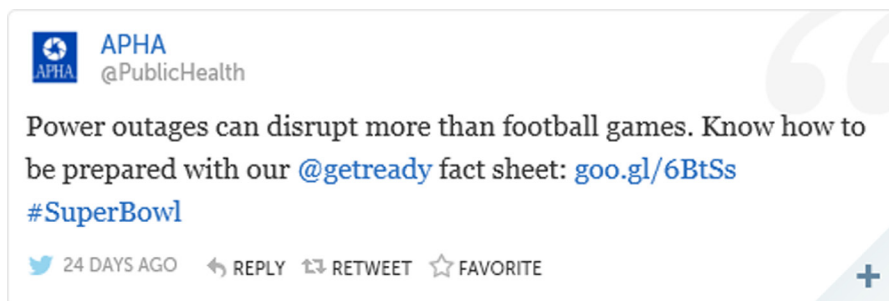 APHA
APHA
@PublicHealth
Power outages can disrupt more than football games. Know how to
be prepared with our @getready fact sheet: goo.gl/6BtSs
#SuperBowl
24 DAYS AGO REPLY RETWEET FAVORITE